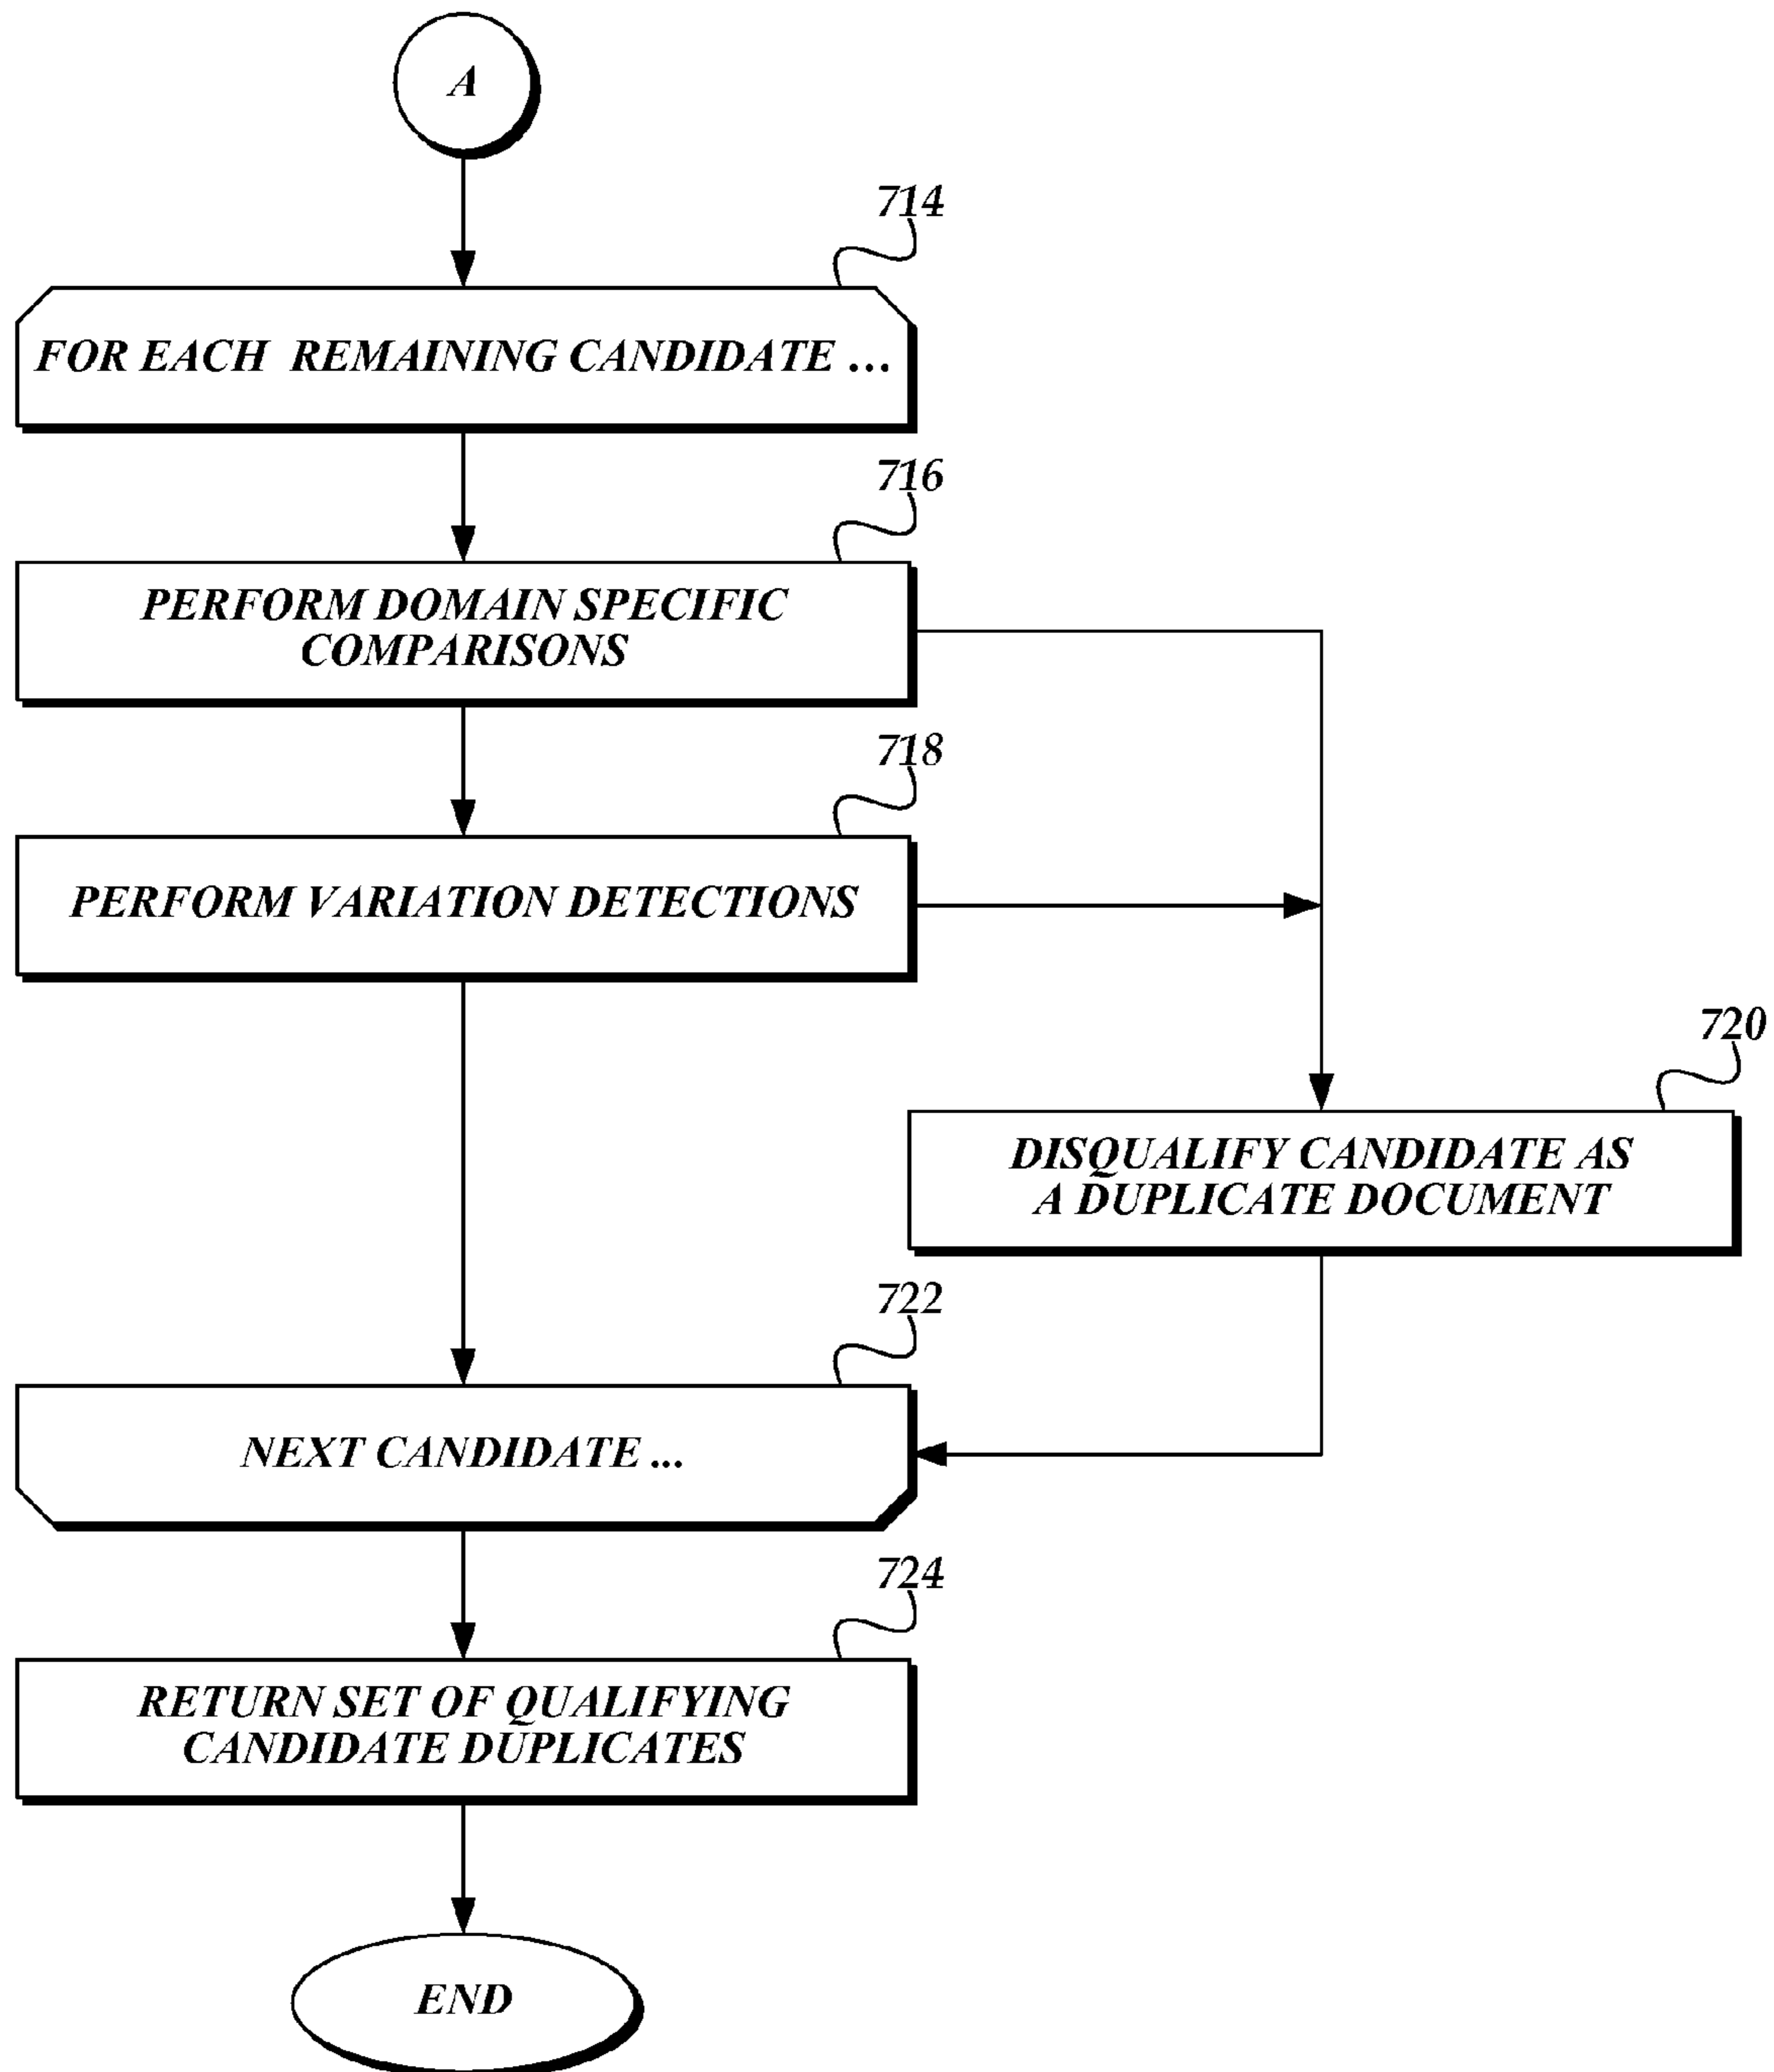 A
714
FOR EACH REMAINING CANDIDATE ...
716
PERFORM DOMAIN SPECIFIC
COMPARISONS
718
PERFORM VARIATION DETECTIONS
720
DISQUALIFY CANDIDATE AS
A DUPLICATE DOCUMENT
722
NEXT CANDIDATE ...
724
RETURN SET OF QUALIFYING
CANDIDATE DUPLICATES
END